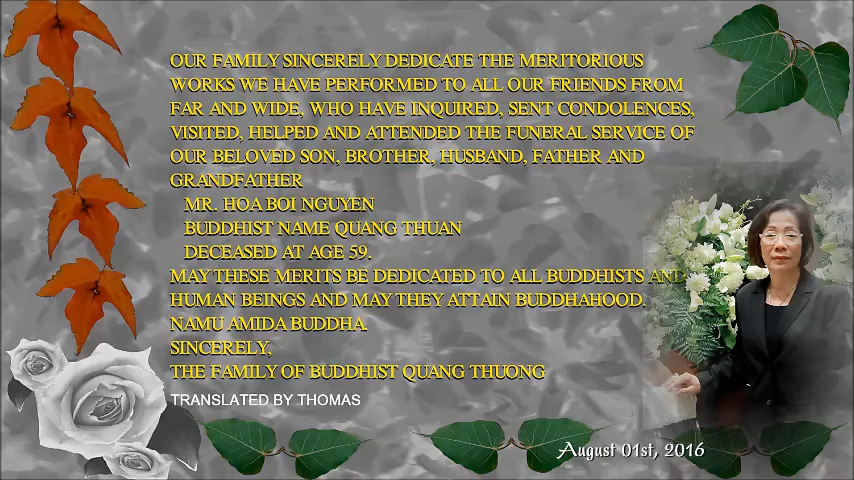 OUR FAMILY SINCERELY DEDICATE THE MERITORIOUS
WORKS WE HAVE PERFORMED TO ALL OUR FRIENDS FROM
FAR AND WIDE, WHO HAVE INQUIRED, SENT CONDOLENCES,
VISITED, HELPED AND ATTENDED THE FUNERAL SERVICE OF
OUR BELOVED SON, BROTHER, HUSBAND, FATHER AND
GRANDFATHER
MR. HOA BOI NGUYEN
BUDDHIST NAME QUANG THUAN
DECEASED AT AGE 59.
MAY THESE MERITS BE DEDICATED TO ALL BUDDHISTS AND
HUMAN BEINGS AND MAY THEY ATTAIN BUDDHAHOOD.
NAMU AMIDA BUDDHA.
SINCERELY,
THE FAMILY OF BUDDHIST QUANG THUONG
TRANSLATED BY THOMAS
August 01st, 2016